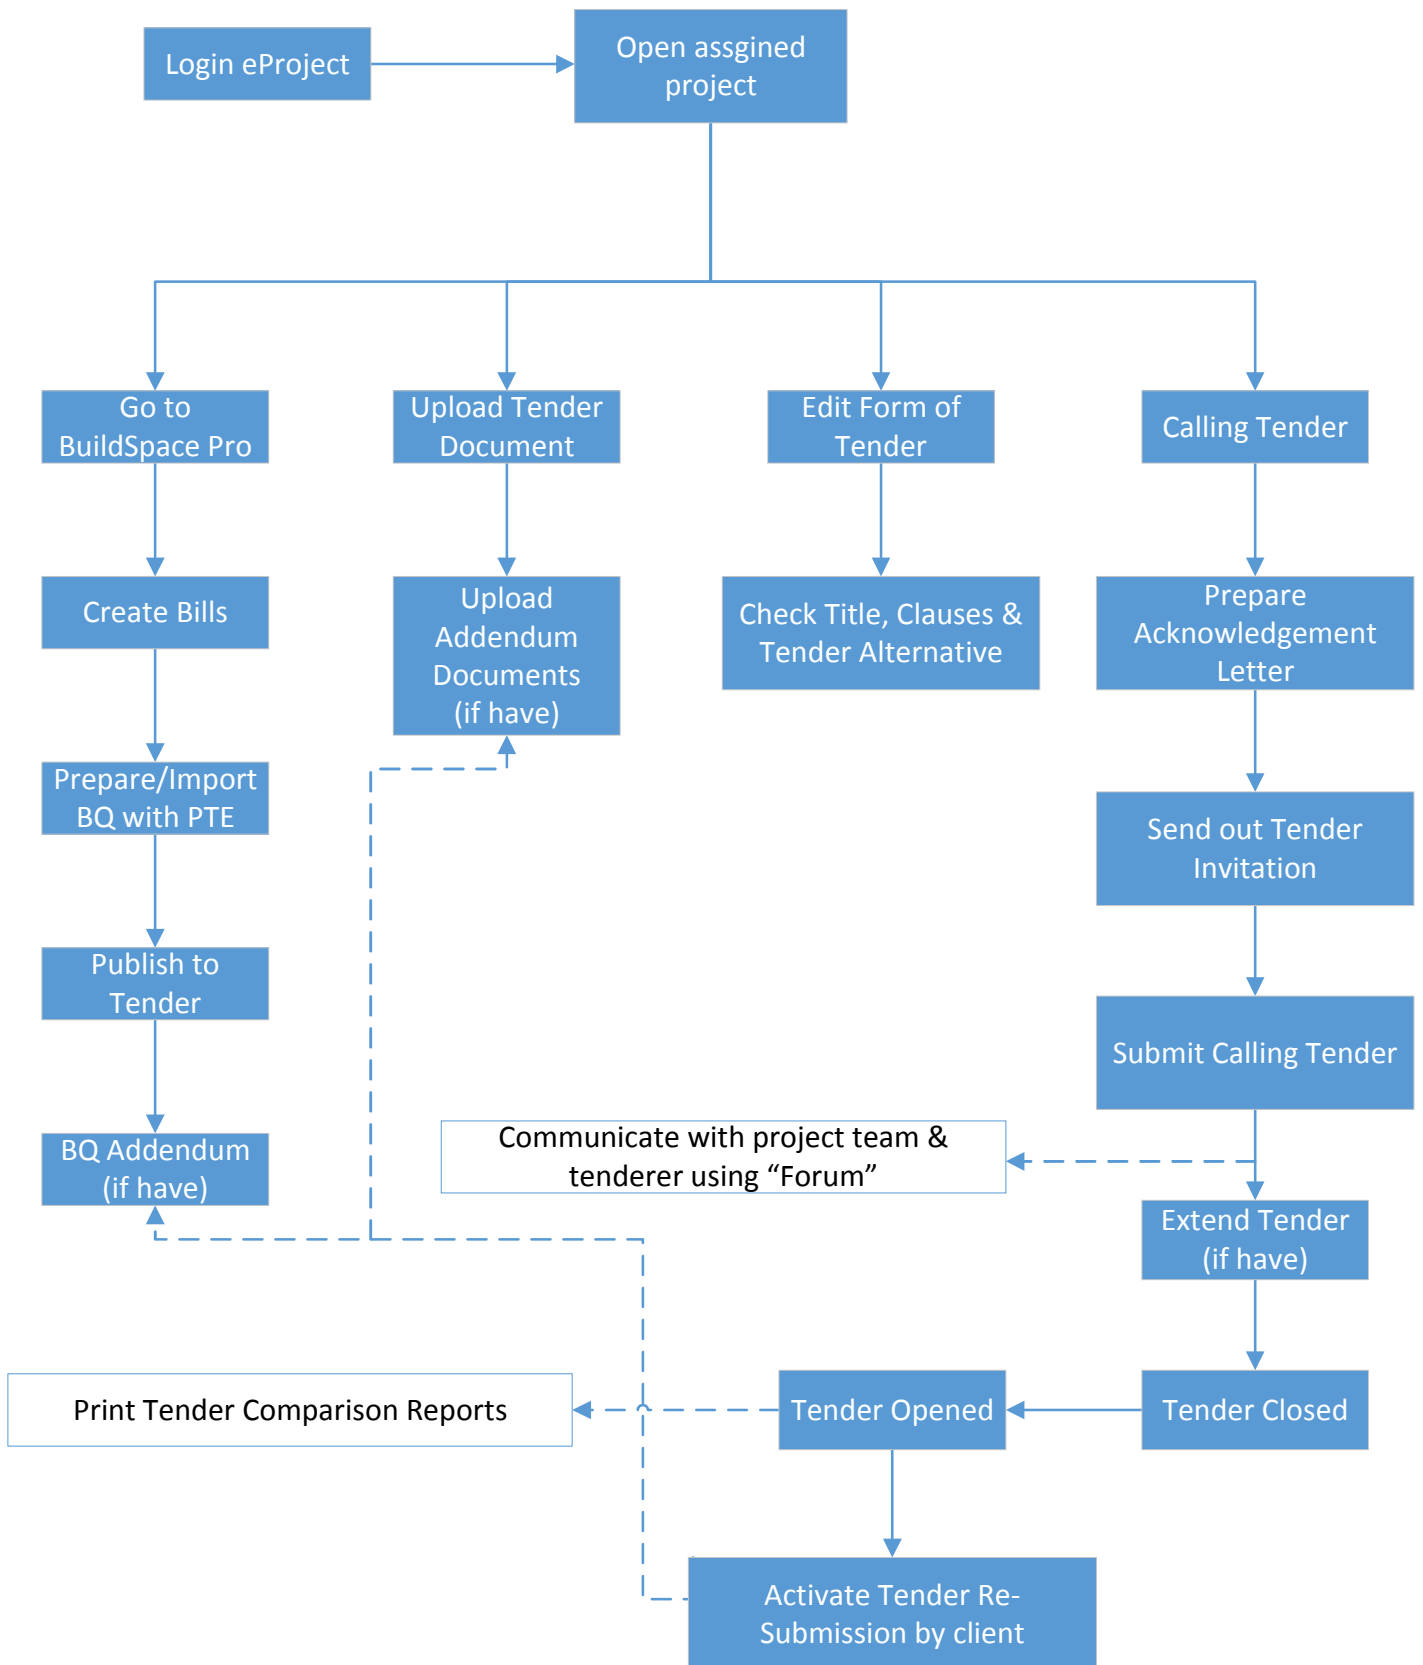 Login eProject
Open assgined
project
Go to
BuildSpace Pro
Upload Tender
Document
Edit Form of
Tender
Calling Tender
Create Bills
Upload
Addendum
Documents
(if have)
Check Title, Clauses &
Tender Alternative
Prepare
Acknowledgement
Letter
Prepare/Import
BQ with PTE
Send out Tender
Invitation
Publish to
Tender
Submit Calling Tender
BQ Addendum
(if have)
Communicate with project team &
tenderer using “Forum”
Extend Tender
(if have)
Print Tender Comparison Reports
Tender Opened
Tender Closed
Activate Tender Re-
Submission by client